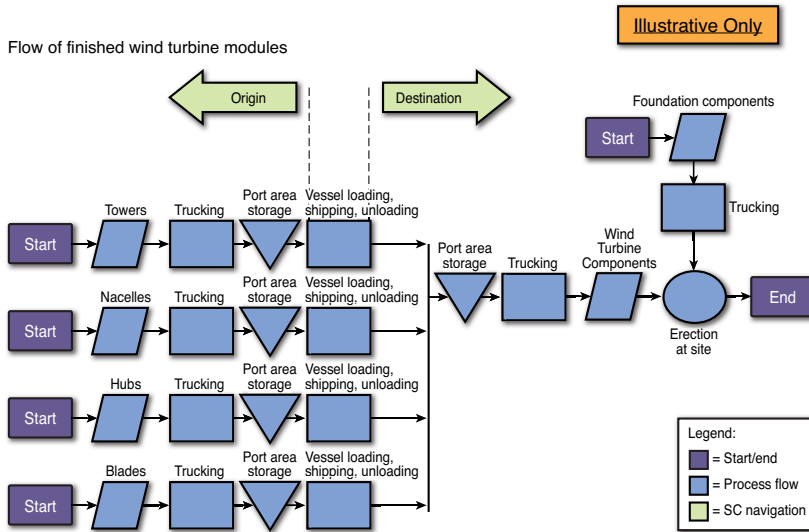 Illustrative Only
Flow of finished wind turbine modules
Origin
Destination
Foundation components
Start
Trucking
Towers
Trucking
Port area
storage
Vessel loading,
shipping, unloading
Start
Nacelles
Trucking
Port area
storage
Vessel loading,
shipping, unloading
Start
Hubs
Trucking
Port area
storage
Vessel loading,
shipping, unloading
Start
Blades
Trucking
Port area
storage
Vessel loading,
shipping, unloading
Start
Port area
storage
Trucking
Wind
Turbine
Components
Erection
at site
End
Legend:
= Start/end
= Process flow
= SC navigation